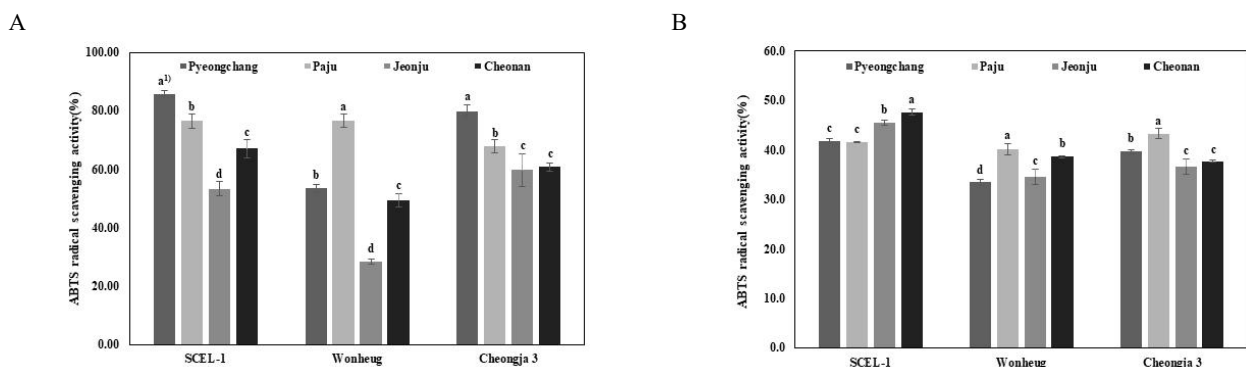 A
ABTS radical scavenging activity(%)
100.00
80.00
60.00
40.00
20.00
0.00
Pyeongchang Paju Jeonju Cheonan
a1) b d c
b a d c
a b c c
SCEL-1 Wonheug Cheongja 3
B
ABTS radical scavenging activity(%)
60.0
50.0
40.0
30.0
20.0
10.0
0.0
Pyeongchang Paju Jeonju Cheonan
c c b a
d a c b
b a c c
SCEL-1 Wonheug Cheongja 3